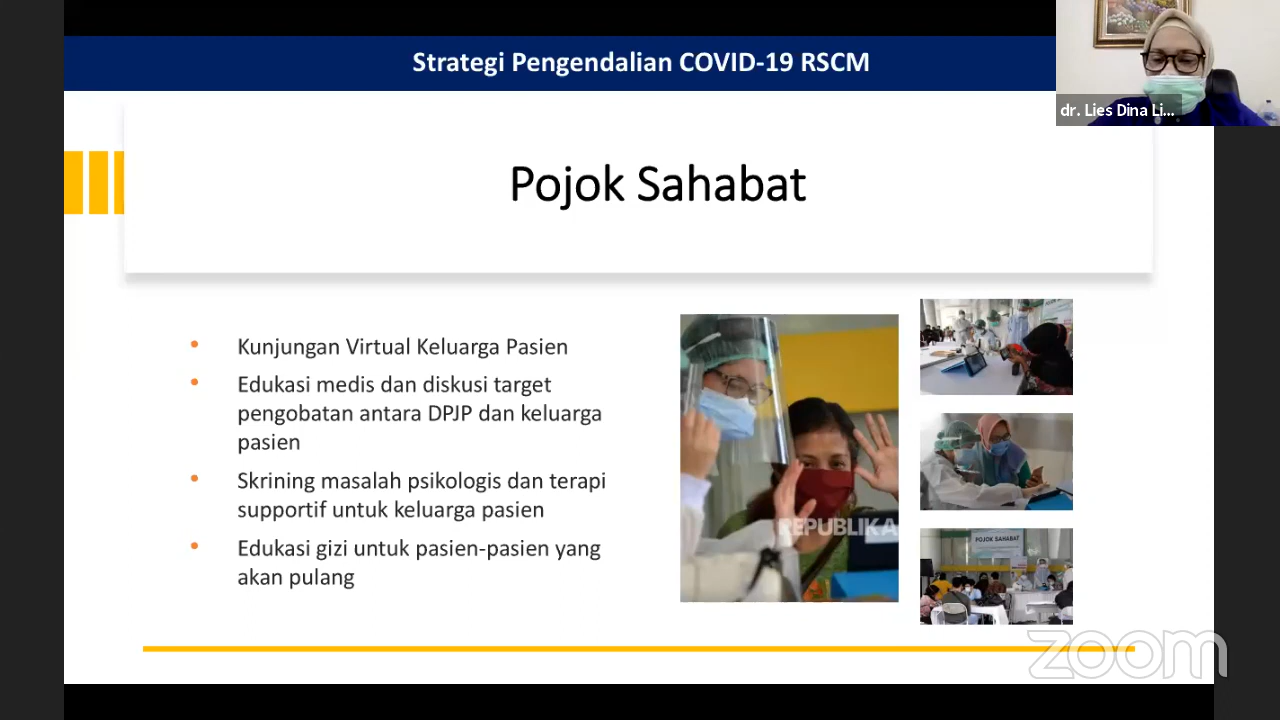 Strategi Pengendalian COVID-19 RSCM
dr. Lies Dina Li...
Pojok Sahabat
• Kunjungan Virtual Keluarga Pasien
• Edukasi medis dan diskusi target
pengobatan antara DPJP dan keluarga
pasien
• Skrining masalah psikologis dan terapi
supportif untuk keluarga pasien
• Edukasi gizi untuk pasien-pasien yang
akan pulang
REPUBLIKA
POJOK SAHABAT
zoom